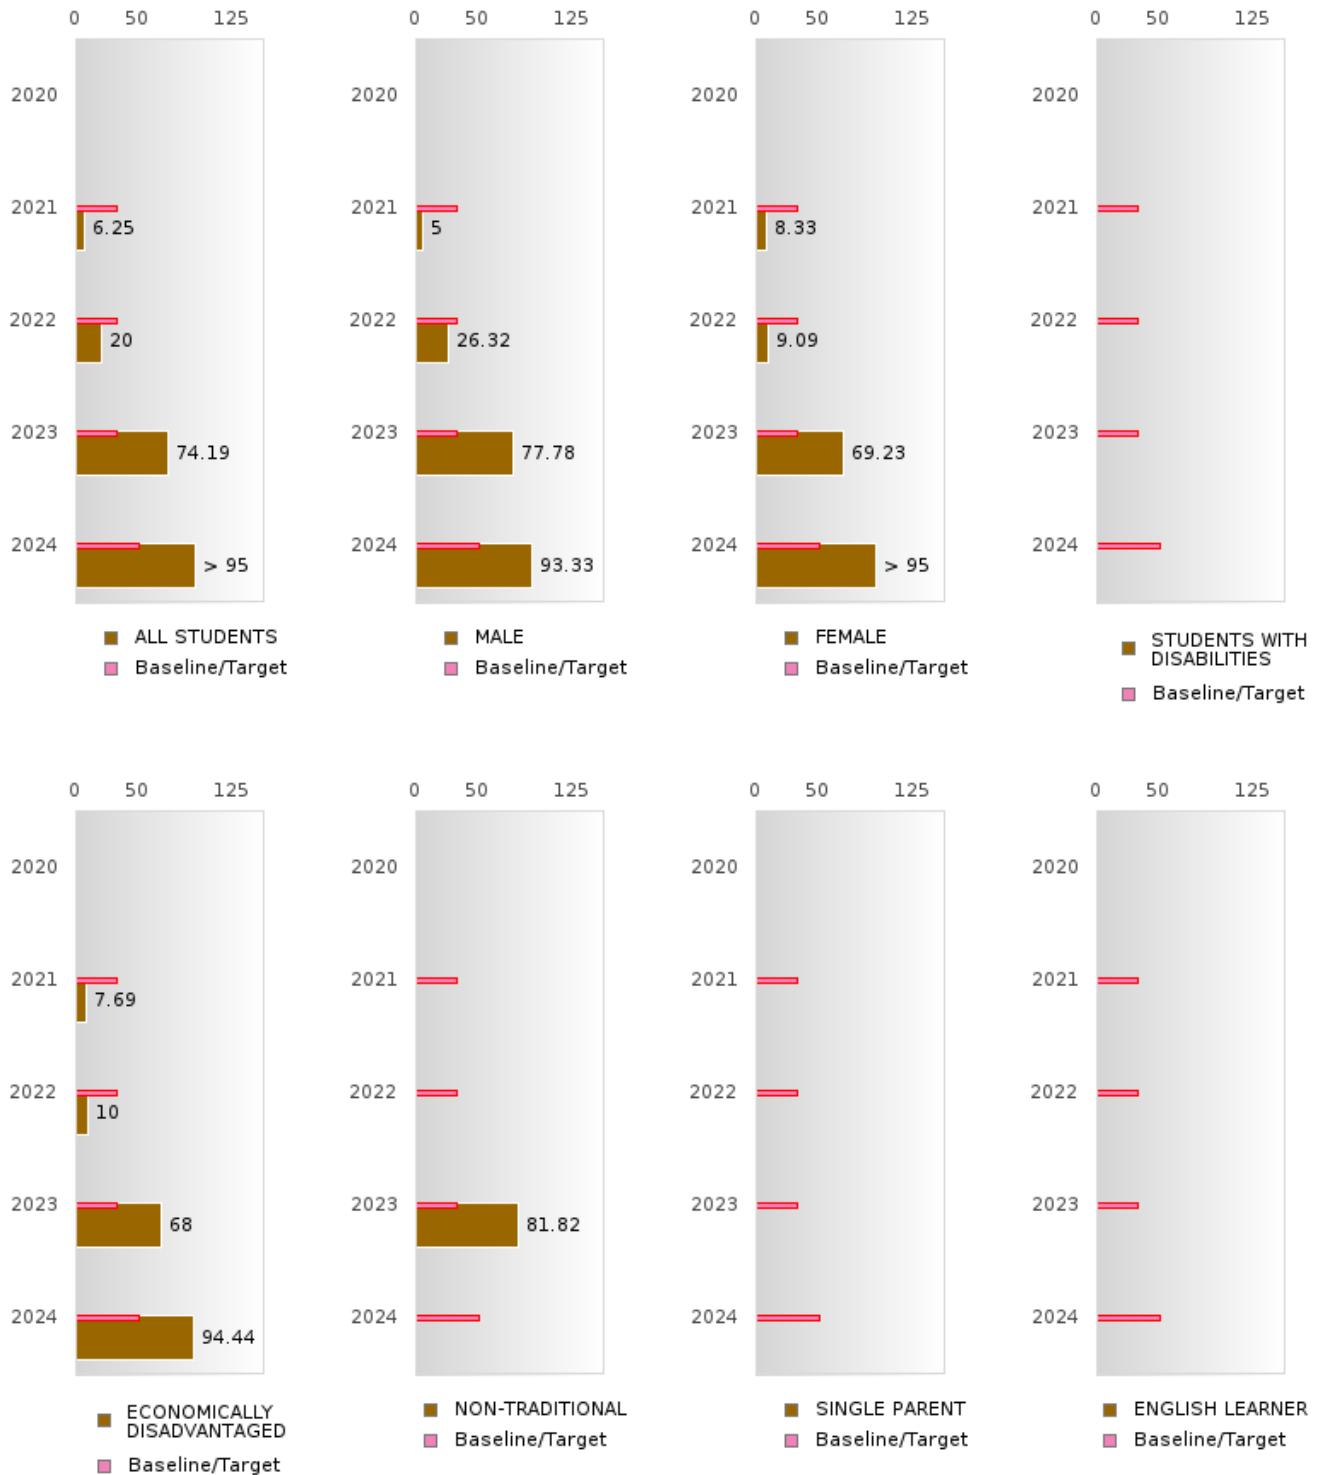 0 50 125 0 50 125 0 50 125 0 50 125
2020 2020 2020 2020
2021 2021 2021 2021
6.25 5 8.33
2022 2022 2022 2022
20 26.32 9.09
2023 2023 2023 2023
74.19 77.78 69.23
2024 2024 2024 2024
> 95 93.33 > 95
ALL STUDENTS MALE FEMALE STUDENTS WITH
DISABILITIES
Baseline/Target Baseline/Target Baseline/Target Baseline/Target
0 50 125 0 50 125 0 50 125 0 50 125
2020 2020 2020 2020
2021 2021 2021 2021
7.69
2022 2022 2022 2022
10
2023 2023 2023 2023
68 81.82
2024 2024 2024 2024
94.44
ECONOMICALLY NON-TRADITIONAL SINGLE PARENT ENGLISH LEARNER
DISADVANTAGED
Baseline/Target Baseline/Target Baseline/Target Baseline/Target